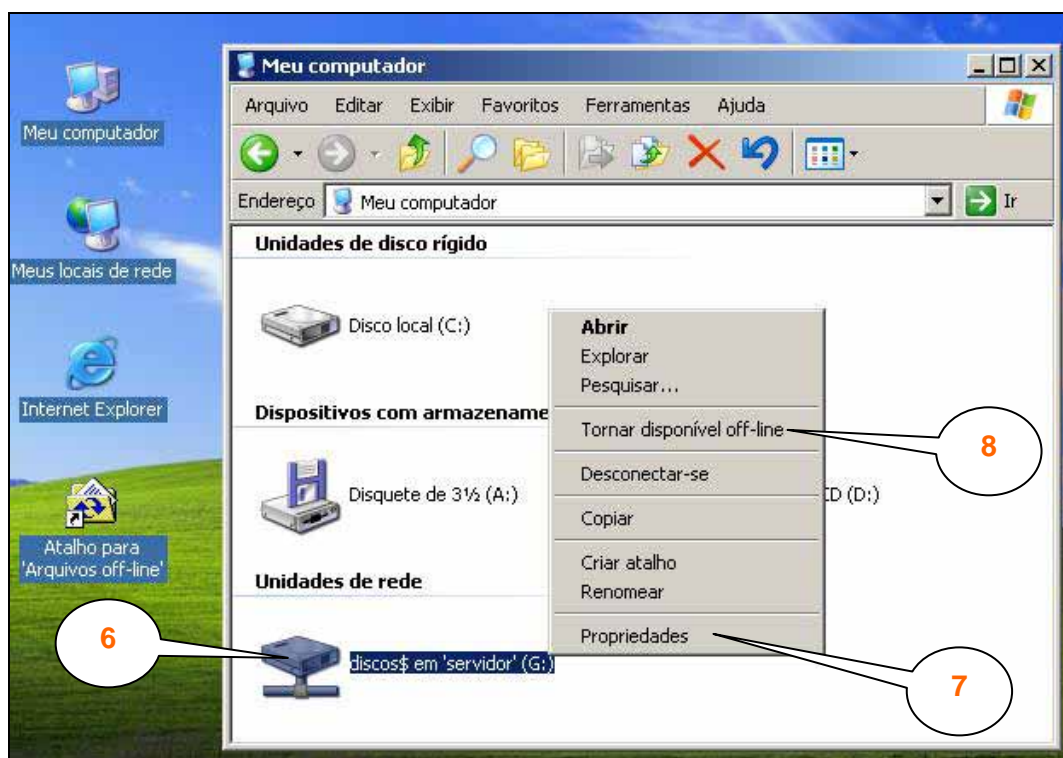 Meu computador
Meus locais de rede
Internet Explorer
Atalho para
'Arquivos off-line'
Meu computador
Arquivo Editar Exibir Favoritos Ferramentas Ajuda
Endereço Meu computador Ir
Unidades de disco rígido
Disco local (C:)
Dispositivos com armazename
Disquete de 3½ (A:)
CD (D:)
Unidades de rede
discos$ em 'servidor' (G:)
Abrir
Explorar
Pesquisar...
Tornar disponível off-line
Desconectar-se
Copiar
Criar atalho
Renomear
Propriedades
6
8
7